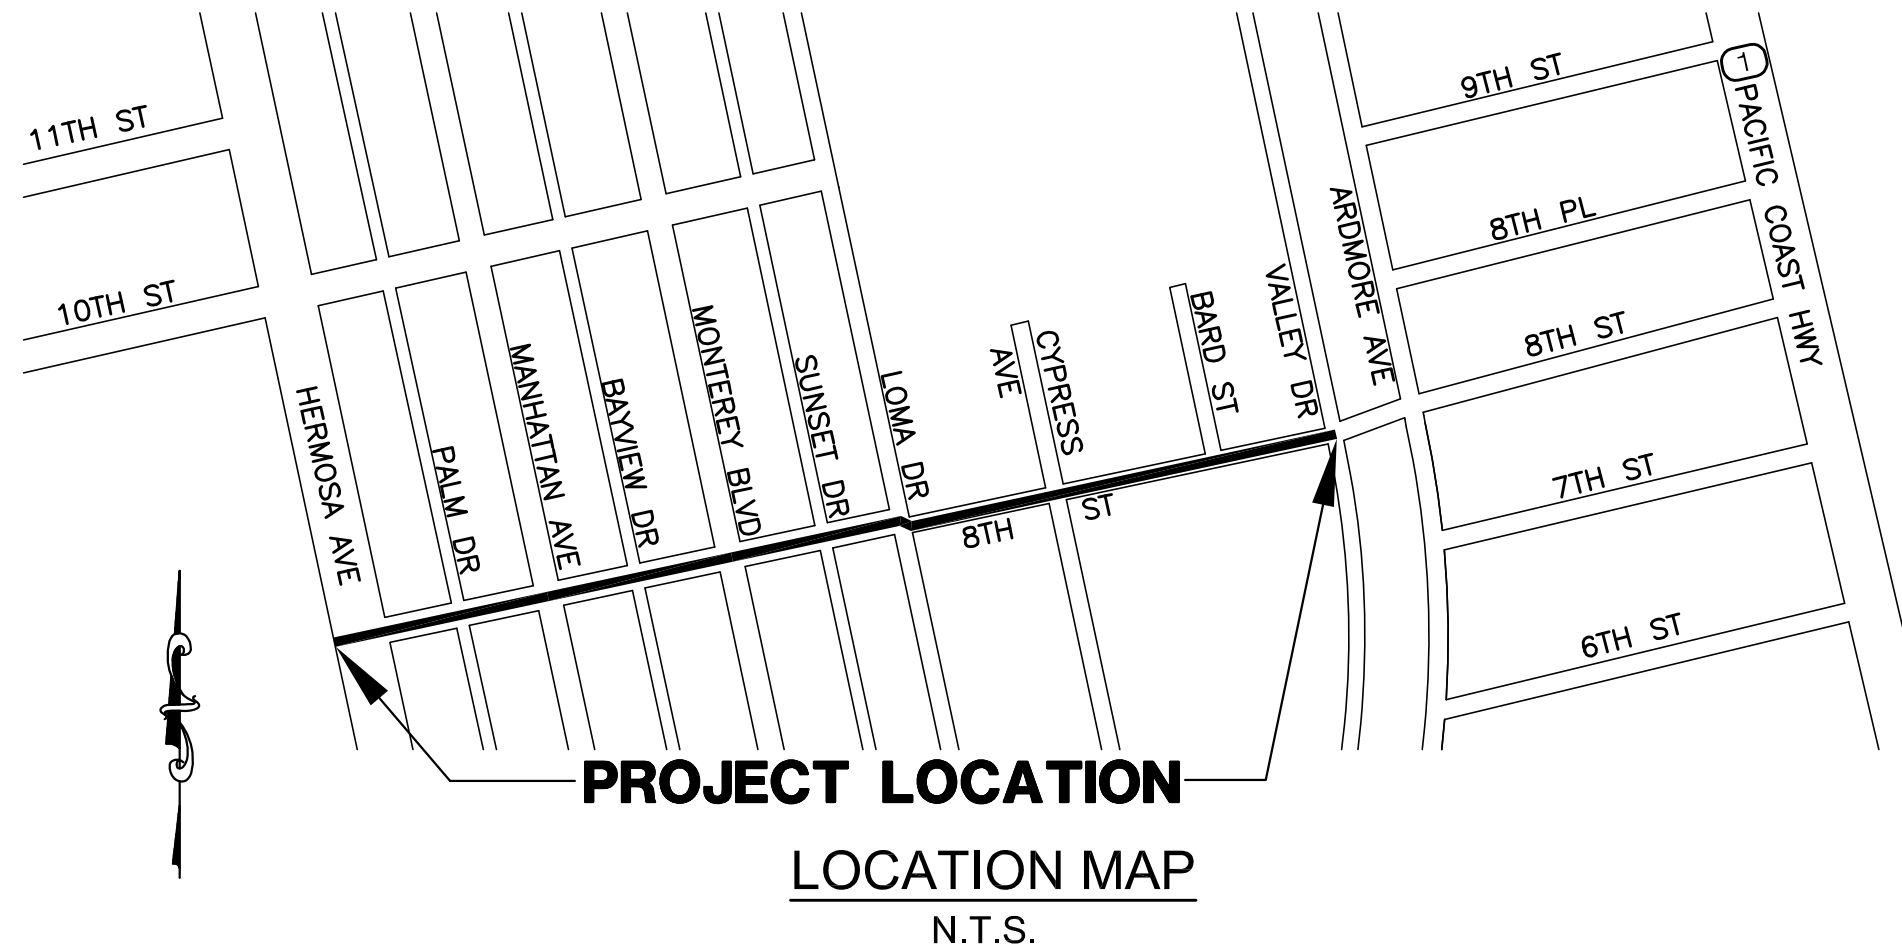 11TH ST
10TH ST
HERMOSA AVE
PALM DR
MANHATTAN AVE
BAYVIEW DR
MONTEREY BLVD
SUNSET DR
LOMA DR
8TH ST
CYPRESS
AVE
BARD ST
VALLEY DR
ARDMORE AVE
9TH ST
8TH PL
8TH ST
7TH ST
6TH ST
1
PACIFIC COAST HWY
PROJECT LOCATION
LOCATION MAP
N.T.S.